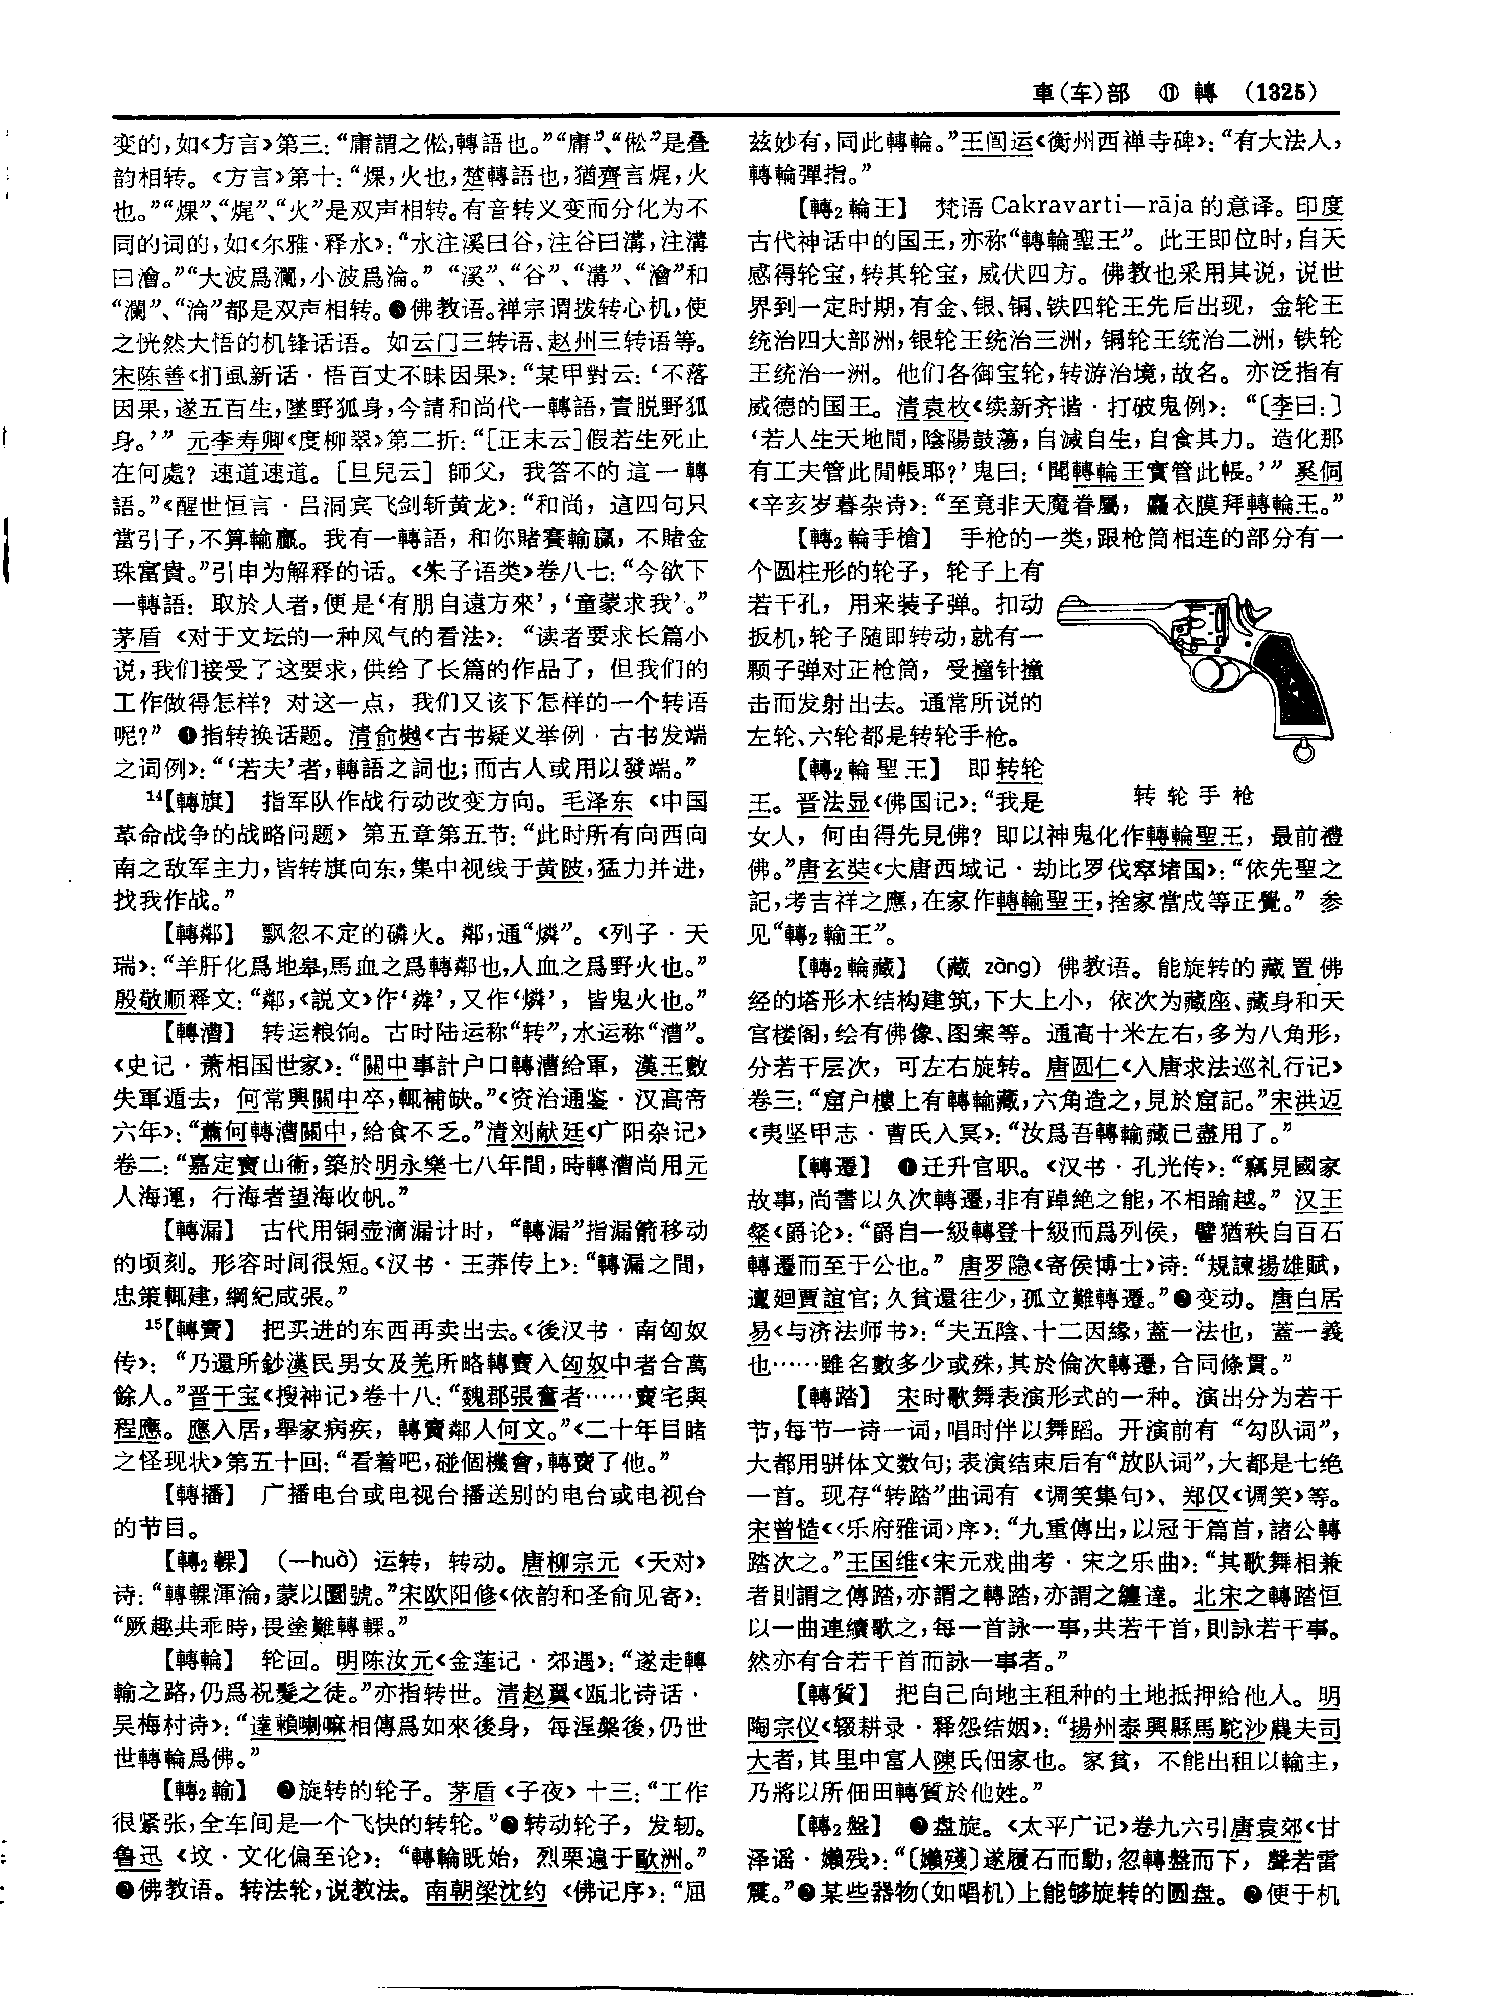 車(车)部 ⑪ 轉 (1325)
变的,如《方言》第三:“庸謂之倯,轉語也。”“庸”、“倯”是叠
韵相转。《方言》第十:“煤,火也,楚轉語也,猶齊言㷄,火
也。”“㷄”、“火”是双声相转。有音转义变而分化为不
同的词的,如《尔雅·释水》:“水注溪曰谷,注谷曰溝,注溝
曰澮。”“大波爲瀾,小波爲淪。”“溪”、“谷”、“溝”、“澮”和
“瀾”、“淪”都是双声相转。❸佛教语。禅宗谓拨转心机,使
之恍然大悟的机锋话语。如云门三转语、赵州三转语等。
宋陈善《扪虱新话·悟百丈不昧因果》:“某甲對云:‘不落
因果,遂五百生,墜野狐身,今請和尚代一轉語,貴脱野狐
身。’”元李寿卿《度柳翠》第二折:“[正末云]假若生死止
在何處?速道速道。[旦兒云]師父,我答不的這一轉
語。”《醒世恒言·吕洞宾飞剑斩黄龙》:“和尚,這四句只
當引子,不算輸贏。我有一轉語,和你賭賽輸贏,不賭金
珠富貴。”引申为解释的话。《朱子语类》卷八七:“今欲下
一轉語:取於人者,便是‘有朋自遠方來’,‘童蒙求我’。”
茅盾《对于文坛的一种风气的看法》:“读者要求长篇小
说,我们接受了这要求,供给了长篇的作品了,但我们的
工作做得怎样?对这一点,我们又该下怎样的一个转语
呢?”❹指转换话题。清俞樾《古书疑义举例·古书发端
之词例》:“‘若夫’者,轉語之詞也;而古人或用以發端。”
14【轉旗】 指军队作战行动改变方向。毛泽东《中国
革命战争的战略问题》第五章第五节:“此时所有向西向
南之敌军主力,皆转旗向东,集中视线于黄陂,猛力并进,
找我作战。”
【轉鄰】 飘忽不定的磷火。鄰,通“燐”。《列子·天
瑞》:“羊肝化爲地皋,馬血之爲轉鄰也,人血之爲野火也。”
殷敬顺释文:“鄰,《説文》作‘粦’,又作‘燐’,皆鬼火也。”
【轉漕】 转运粮饷。古时陆运称“转”,水运称“漕”。
《史记·萧相国世家》:“關中事計户口轉漕給軍,漢王數
失軍遁去,何常興關中卒,輒補缺。”《资治通鉴·汉高帝
六年》:“蕭何轉漕關中,給食不乏。”清刘献廷《广阳杂记》
卷二:“嘉定寶山衛,築於明永樂七八年間,時轉漕尚用元
人海運,行海者望海收帆。”
【轉漏】 古代用铜壶滴漏计时,“轉漏”指漏箭移动
的顷刻。形容时间很短。《汉书·王莽传上》:“轉漏之間,
忠策輒建,綱紀咸張。”
15【轉賣】 把买进的东西再卖出去。《後汉书·南匈奴
传》:“乃還所鈔漢民男女及羌所略轉賣入匈奴中者合萬
餘人。”晋干宝《搜神记》卷十八:“魏郡張奮者……賣宅與
程應。應入居,舉家病疾,轉賣鄰人何文。”《二十年目睹
之怪现状》第五十回:“看着吧,碰個機會,轉賣了他。”
【轉播】 广播电台或电视台播送别的电台或电视台
的节目。
【轉2輠】 (—huò)运转,转动。唐柳宗元《天对》
诗:“轉輠渾淪,蒙以圜號。”宋欧阳修《依韵和圣俞见寄》:
“厥趣共乖時,畏塗難轉輠。”
【轉輪】 轮回。明陈汝元《金莲记·郊遇》:“遂走轉
輪之路,仍爲祝髮之徒。”亦指转世。清赵翼《瓯北诗话·
吴梅村诗》:“達賴喇嘛相傳爲如來後身,每涅槃後,仍世
世轉輪爲佛。”
【轉2輪】 ❶旋转的轮子。茅盾《子夜》十三:“工作
很紧张,全车间是一个飞快的转轮。”❷转动轮子,发轫。
鲁迅《坟·文化偏至论》:“轉輪既始,烈栗遍于歐洲。”
❸佛教语。转法轮,说教法。南朝梁沈约《佛记序》:“屈
兹妙有,同此轉輪。”王闿运《衡州西禅寺碑》:“有大法人,
轉輪彈指。”
【轉2輪王】 梵语Cakravarti—rāja的意译。印度
古代神话中的国王,亦称“轉輪聖王”。此王即位时,自天
感得轮宝,转其轮宝,威伏四方。佛教也采用其说,说世
界到一定时期,有金、银、铜、铁四轮王先后出现,金轮王
统治四大部洲,银轮王统治三洲,铜轮王统治二洲,铁轮
王统治一洲。他们各御宝轮,转游治境,故名。亦泛指有
威德的国王。清袁枚《续新齐谐·打破鬼例》:“〔李曰:〕
‘若人生天地間,陰陽鼓蕩,自滅自生,自食其力。造化那
有工夫管此閒帳耶?’鬼曰:‘聞轉輪王實管此帳。’”奚侗
《辛亥岁暮杂诗》:“至竟非天魔眷屬,麤衣膜拜轉輪王。”
【轉2輪手槍】 手枪的一类,跟枪筒相连的部分有一
个圆柱形的轮子,轮子上有
若干孔,用来装子弹。扣动
扳机,轮子随即转动,就有一
颗子弹对正枪筒,受撞针撞
击而发射出去。通常所说的
左轮、六轮都是转轮手枪。
【轉2輪聖王】 即转轮
王。晋法显《佛国记》:“我是
转轮手枪
女人,何由得先見佛?即以神鬼化作轉輪聖王,最前禮
佛。”唐玄奘《大唐西域记·劫比罗伐窣堵国》:“依先聖之
記,考吉祥之應,在家作轉輪聖王,捨家當成等正覺。”参
见“轉2輪王”。
【轉2輪藏】 (藏 zàng)佛教语。能旋转的藏置佛
经的塔形木结构建筑,下大上小,依次为藏座、藏身和天
宫楼阁,绘有佛像、图案等。通高十米左右,多为八角形,
分若干层次,可左右旋转。唐圆仁《入唐求法巡礼行记》
卷三:“窟户樓上有轉輪藏,六角造之,見於窟記。”宋洪迈
《夷坚甲志·曹氏入冥》:“汝爲吾轉輪藏已盡用了。”
【轉遷】 ❶迁升官职。《汉书·孔光传》:“竊見國家
故事,尚書以久次轉遷,非有踔絶之能,不相踰越。”汉王
粲《爵论》:“爵自一級轉登十級而爲列侯,譬猶秩自百石
轉遷而至于公也。”唐罗隐《寄侯博士》诗:“規諫揚雄賦,
邅廻賈誼官;久貧還往少,孤立難轉遷。”❷变动。唐白居
易《与济法师书》:“夫五陰、十二因緣,蓋一法也,蓋一義
也……雖名數多少或殊,其於倫次轉遷,合同條貫。”
【轉踏】 宋时歌舞表演形式的一种。演出分为若干
节,每节一诗一词,唱时伴以舞蹈。开演前有“勾队词”,
大都用骈体文数句;表演结束后有“放队词”,大都是七绝
一首。现存“转踏”曲词有《调笑集句》、郑仅《调笑》等。
宋曾慥《〈乐府雅词〉序》:“九重傳出,以冠于篇首,諸公轉
踏次之。”王国维《宋元戏曲考·宋之乐曲》:“其歌舞相兼
者則謂之傳踏,亦謂之轉踏,亦謂之纏達。北宋之轉踏恒
以一曲連續歌之,每一首詠一事,共若干首,則詠若干事。
然亦有合若干首而詠一事者。”
【轉質】 把自己向地主租种的土地抵押给他人。明
陶宗仪《辍耕录·释怨结姻》:“揚州泰興縣馬駝沙農夫司
大者,其里中富人陳氏佃家也。家貧,不能出租以輸主,
乃將以所佃田轉質於他姓。”
【轉2盤】 ❶盘旋。《太平广记》卷九六引唐袁郊《甘
泽谣·嬾残》:“〔嬾殘〕遂履石而動,忽轉盤而下,聲若雷
震。”❷某些器物(如唱机)上能够旋转的圆盘。❸便于机